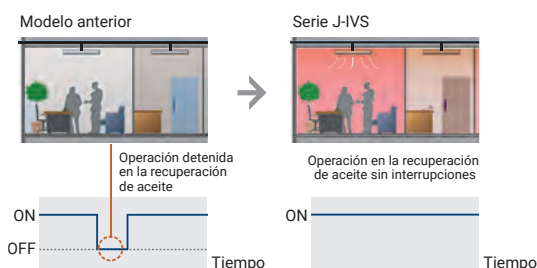 Modelo anterior
Serie J-IVS
Operación detenida
en la recuperación
de aceite
Operación en la recuperación
de aceite sin interrupciones
ON
OFF
Tiempo
ON
Tiempo